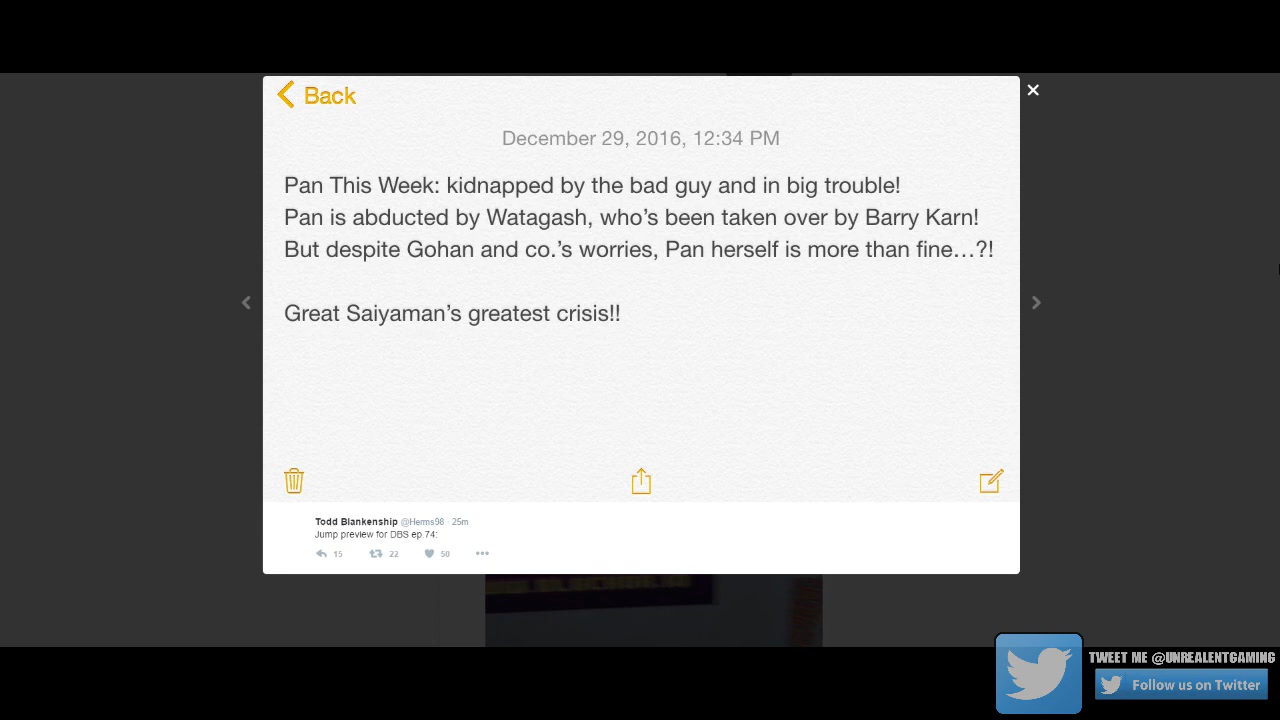 Back
December 29, 2016, 12:34 PM
Pan This Week: kidnapped by the bad guy and in big trouble!
Pan is abducted by Watagash, who’s been taken over by Barry Karn!
But despite Gohan and co.’s worries, Pan herself is more than fine…?!
Great Saiyaman’s greatest crisis!!
Todd Blankenship @Herms98 · 25m
Jump preview for DBS ep.74:
15 22 50
TWEET ME @UNREALENTGAMING
Follow us on Twitter